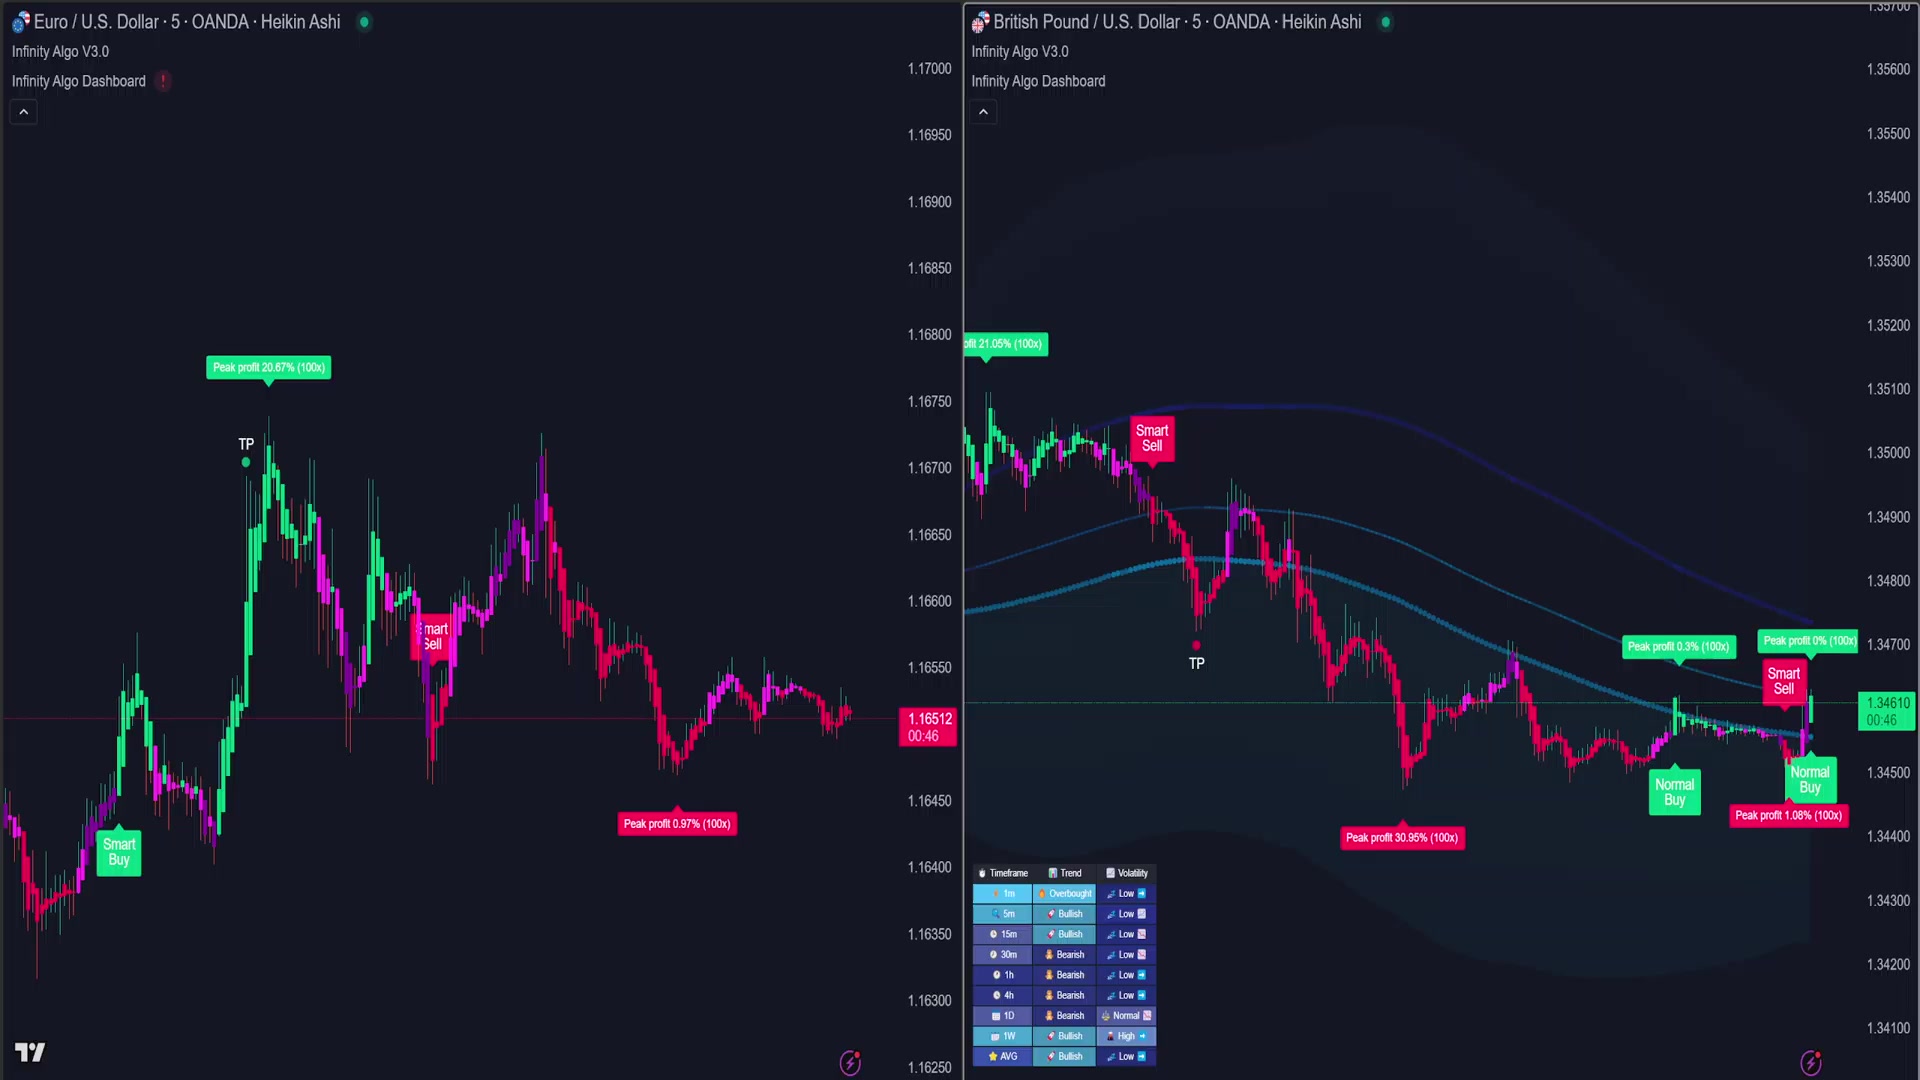 Euro / U.S. Dollar · 5 · OANDA · Heikin Ashi
Infinity Algo V3.0
Infinity Algo Dashboard
1.17000
1.16950
1.16900
1.16850
1.16800
1.16750
1.16700
1.16650
1.16600
1.16550
1.16512
00:46
1.16450
1.16400
1.16350
1.16300
1.16250
Peak profit 20.67% (100x)
TP
Smart
Sell
Smart
Buy
Peak profit 0.97% (100x)
British Pound / U.S. Dollar · 5 · OANDA · Heikin Ashi
Infinity Algo V3.0
Infinity Algo Dashboard
1.35700
1.35600
1.35500
1.35400
1.35300
1.35200
1.35100
1.35000
1.34900
1.34800
1.34700
1.34610
00:46
1.34500
1.34400
1.34300
1.34200
1.34100
ofit 21.05% (100x)
Smart
Sell
TP
Peak profit 30.95% (100x)
Peak profit 0.3% (100x)
Peak profit 0% (100x)
Smart
Sell
Normal
Buy
Normal
Buy
Peak profit 1.08% (100x)
Timeframe Trend Volatility
1m Overbought Low
5m Bullish Low
15m Bullish Low
30m Bearish Low
1h Bearish Low
4h Bearish Low
1D Bearish Normal
1W Bullish High
AVG Bullish Low